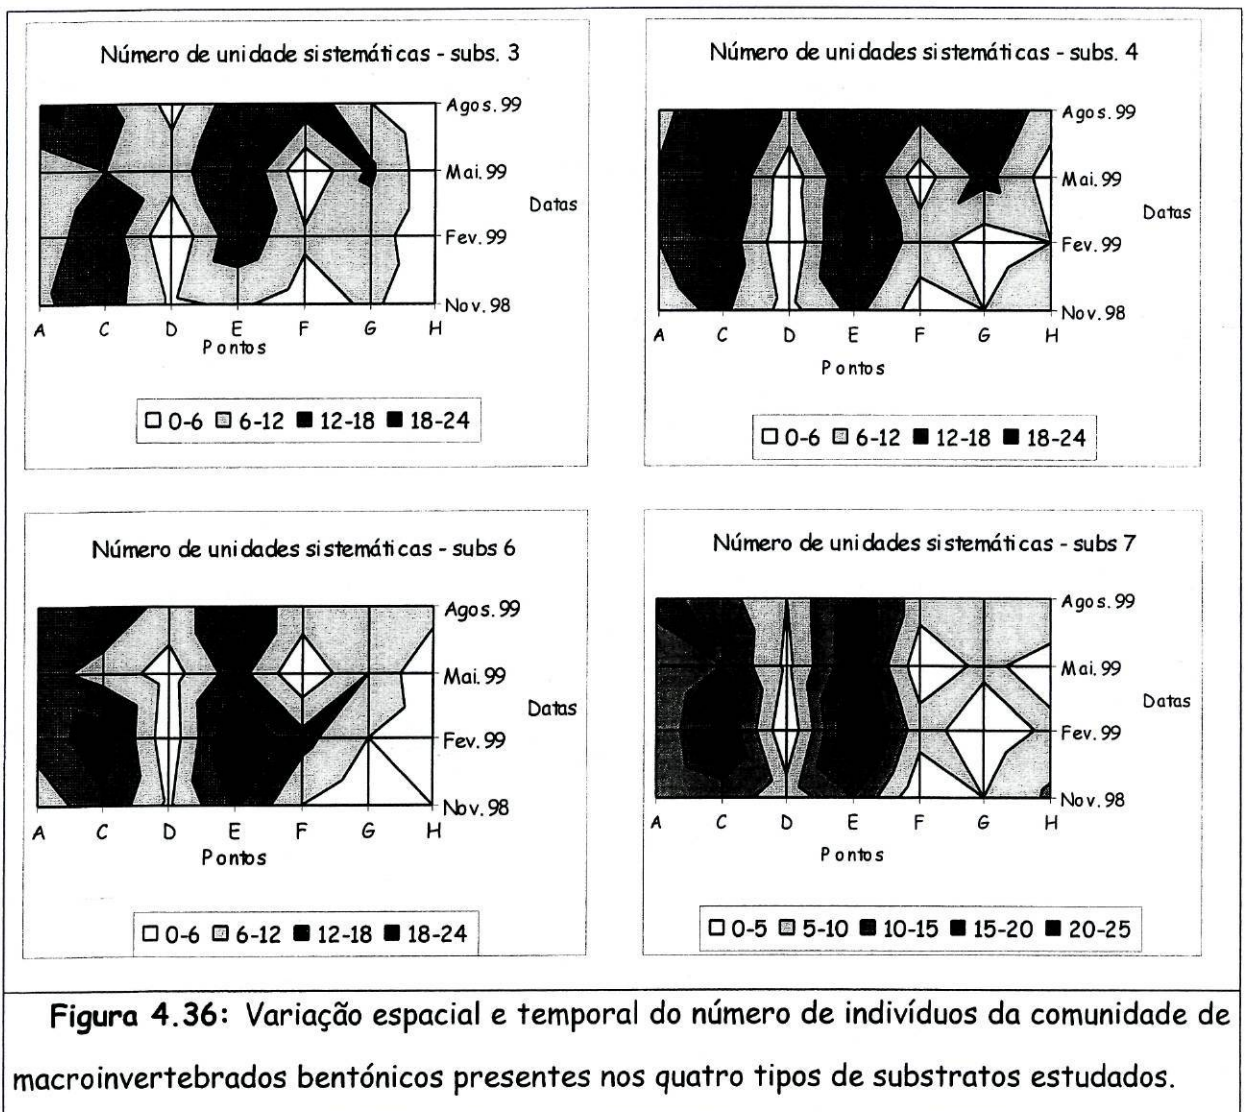 Número de unidade sistemáticas - subs. 3
Agos.99
Mai.99
Datas
Fev.99
Nov.98
A C D E F G H
Pontos
0-6 6-12 12-18 18-24
Número de unidades sistemáticas - subs. 4
Agos.99
Mai.99
Datas
Fev.99
Nov.98
A C D E F G H
Pontos
0-6 6-12 12-18 18-24
Número de unidades sistemáticas - subs 6
Agos.99
Mai.99
Datas
Fev.99
Nov.98
A C D E F G H
Pontos
0-6 6-12 12-18 18-24
Número de unidades sistemáticas - subs 7
Agos.99
Mai.99
Datas
Fev.99
Nov.98
A C D E F G H
Pontos
0-5 5-10 10-15 15-20 20-25
Figura 4.36: Variação espacial e temporal do número de indivíduos da comunidade de
macroinvertebrados bentónicos presentes nos quatro tipos de substratos estudados.